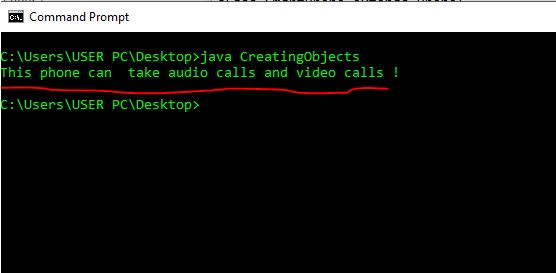 Command Prompt
C:\Users\USER PC\Desktop>java CreatingObjects
This phone can  take audio calls and video calls !
C:\Users\USER PC\Desktop>